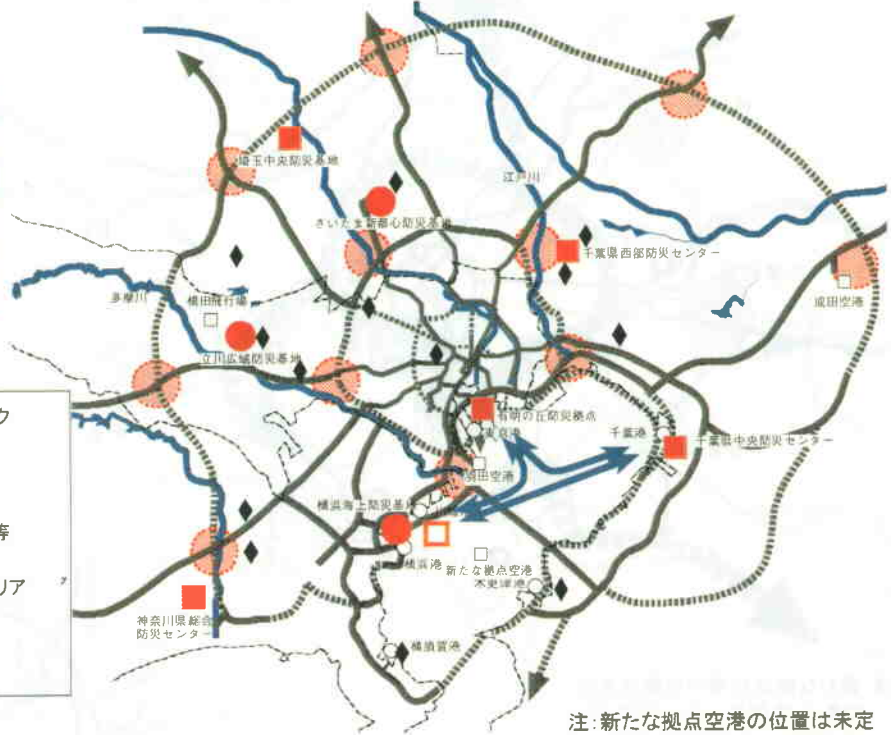 埼玉中央防災基地
さいたま新都心防災基地
江戸川
千葉県西部防災センター
多摩川
横田飛行場
成田空港
立川広域防災基地
ク
有明の丘防災拠点
東京港
千葉港
千葉県中央防災センター
羽田空港
横浜海上防災基地
等
横浜港
新たな拠点空港
木更津港
リア
神奈川県総合
防災センター
横須賀港
注:新たな拠点空港の位置は未定